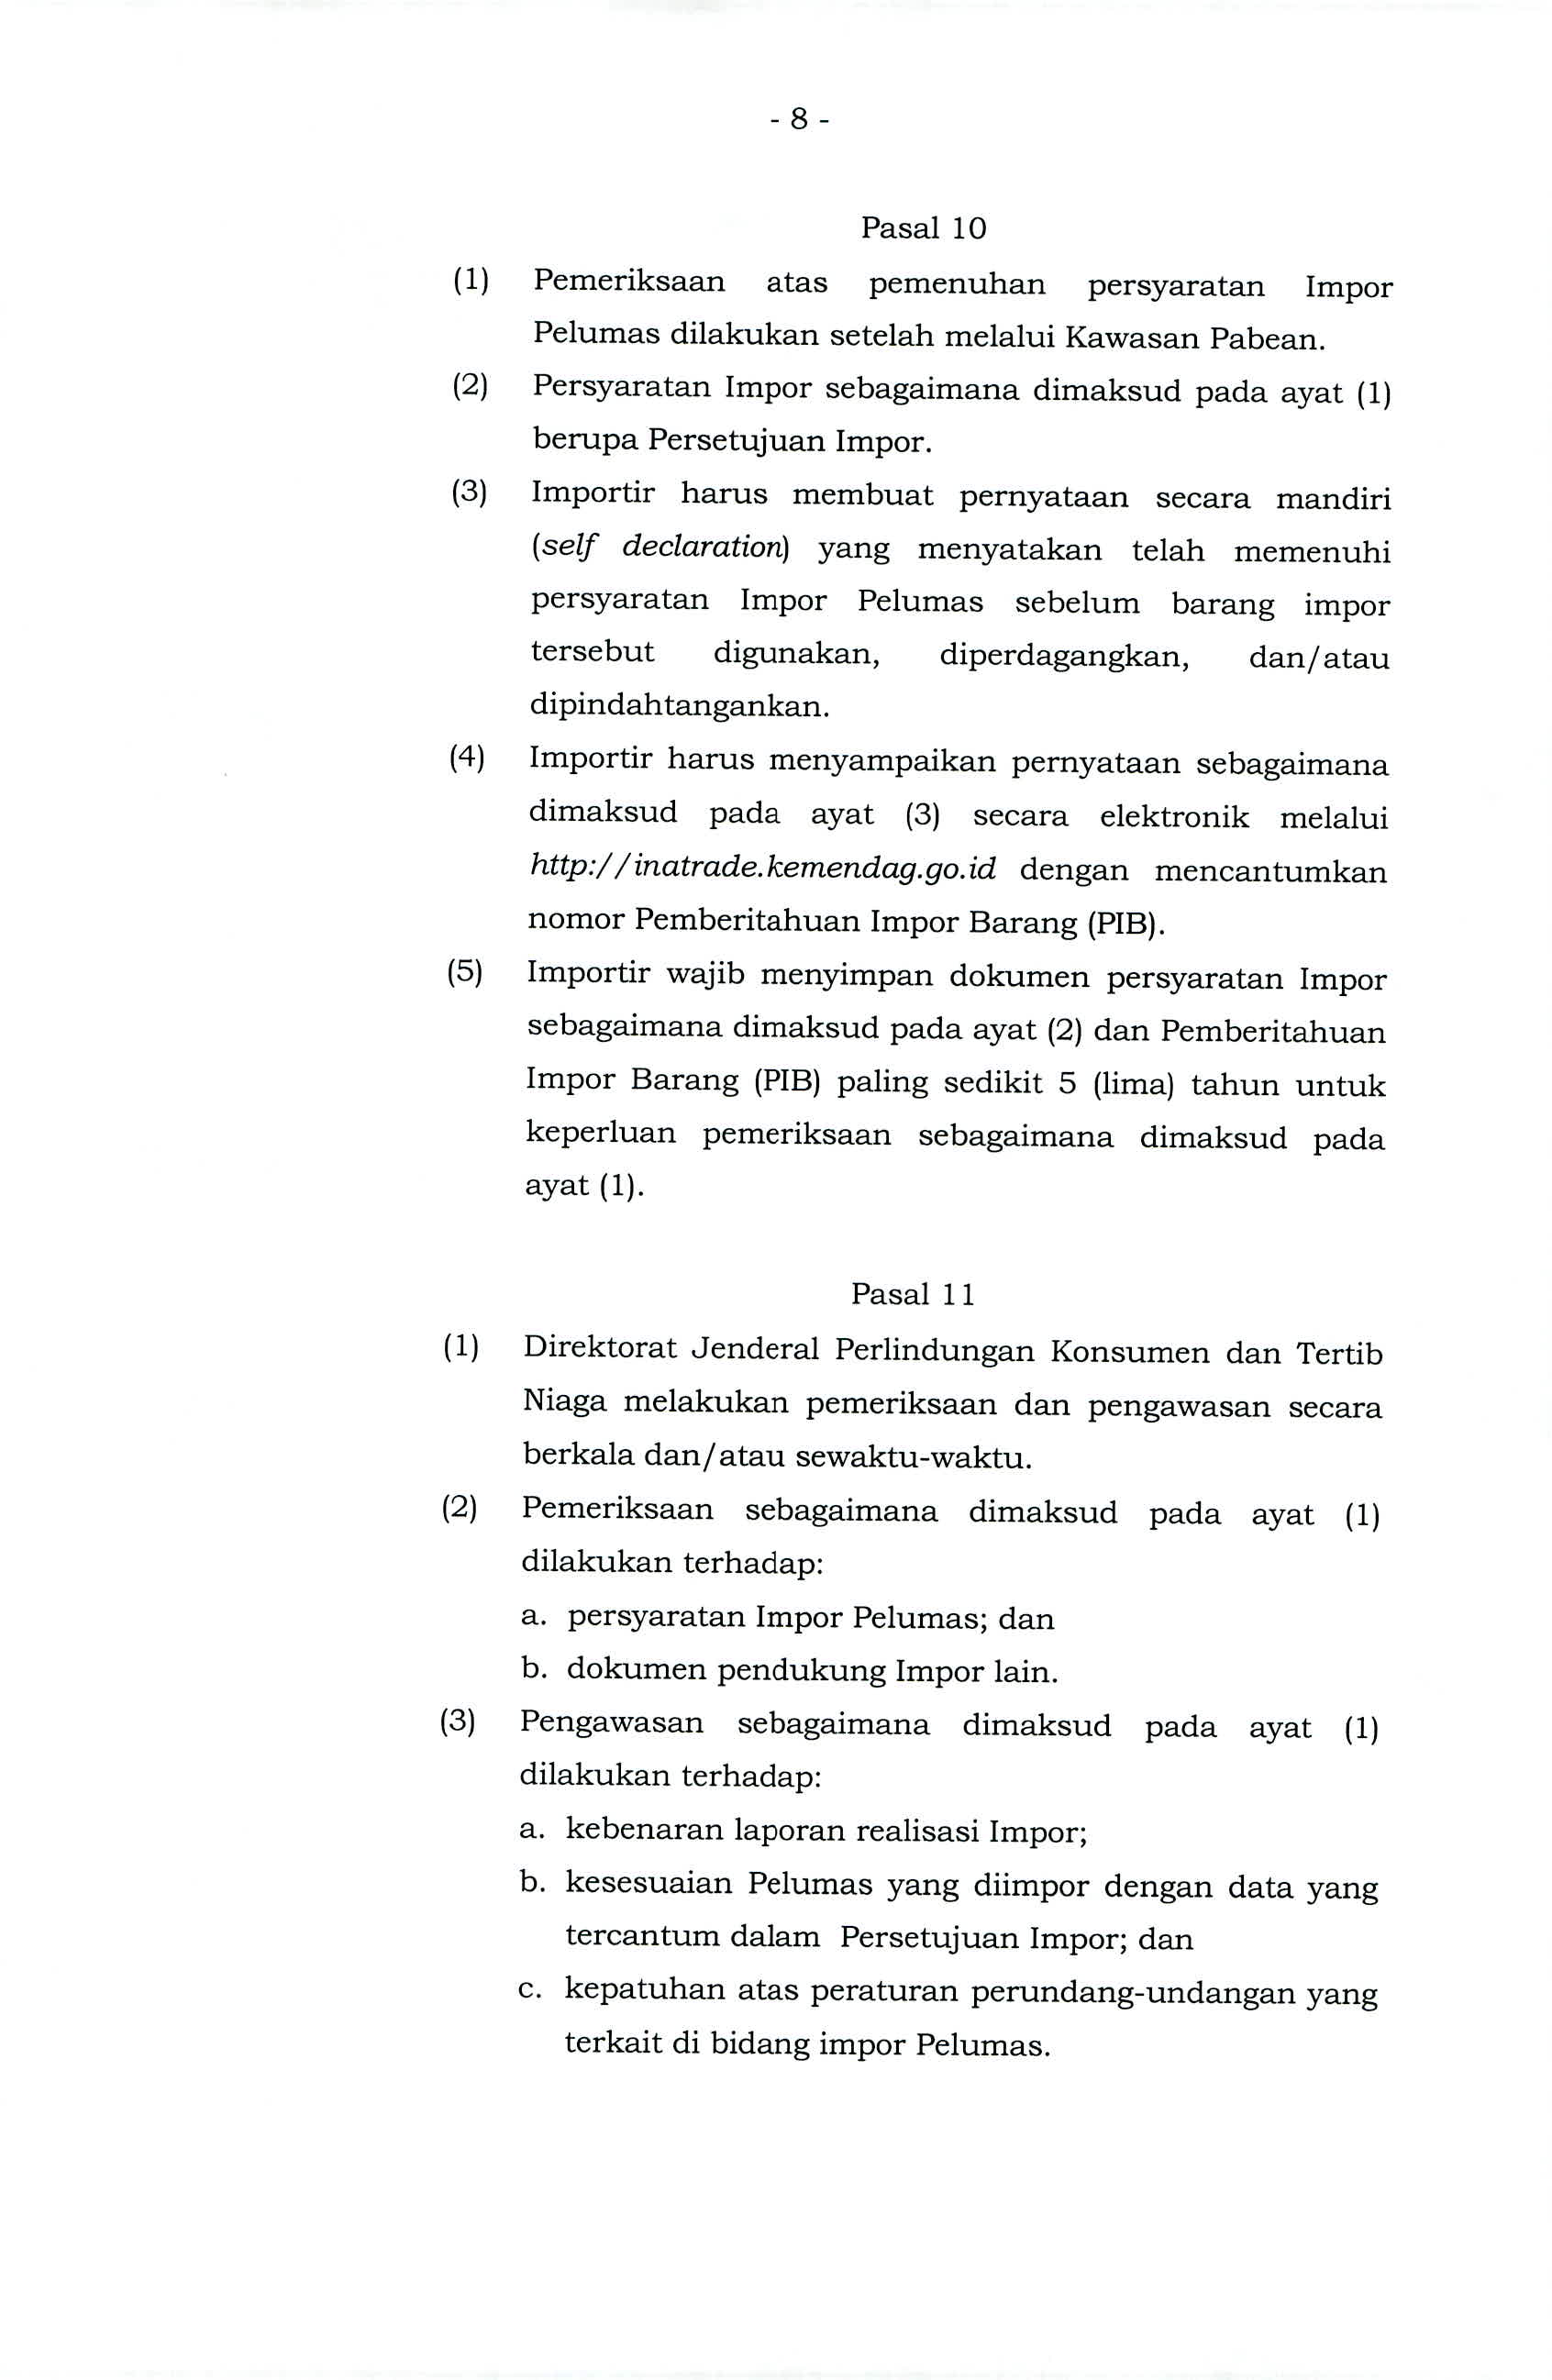 - 8 -
Pasal 10
(1) Pemeriksaan atas pemenuhan persyaratan Impor
Pelumas dilakukan setelah melalui Kawasan Pabean.
(2) Persyaratan Impor sebagaimana dimaksud pada ayat (1)
berupa Persetujuan Impor.
(3) Importir harus membuat pernyataan secara mandiri
(self declaration) yang menyatakan telah memenuhi
persyaratan Impor Pelumas sebelum barang impor
tersebut digunakan, diperdagangkan, dan/atau
dipindahtangankan.
(4) Importir harus menyampaikan pernyataan sebagaimana
dimaksud pada ayat (3) secara elektronik melalui
http://inatrade.kemendag.go.id dengan mencantumkan
nomor Pemberitahuan Impor Barang (PIB).
(5) Importir wajib menyimpan dokumen persyaratan Impor
sebagaimana dimaksud pada ayat (2) dan Pemberitahuan
Impor Barang (PIB) paling sedikit 5 (lima) tahun untuk
keperluan pemeriksaan sebagaimana dimaksud pada
ayat (1).
Pasal 11
(1) Direktorat Jenderal Perlindungan Konsumen dan Tertib
Niaga melakukan pemeriksaan dan pengawasan secara
berkala dan/atau sewaktu-waktu.
(2) Pemeriksaan sebagaimana dimaksud pada ayat (1)
dilakukan terhadap:
a. persyaratan Impor Pelumas; dan
b. dokumen pendukung Impor lain.
(3) Pengawasan sebagaimana dimaksud pada ayat (1)
dilakukan terhadap:
a. kebenaran laporan realisasi Impor;
b. kesesuaian Pelumas yang diimpor dengan data yang
tercantum dalam Persetujuan Impor; dan
c. kepatuhan atas peraturan perundang-undangan yang
terkait di bidang impor Pelumas.